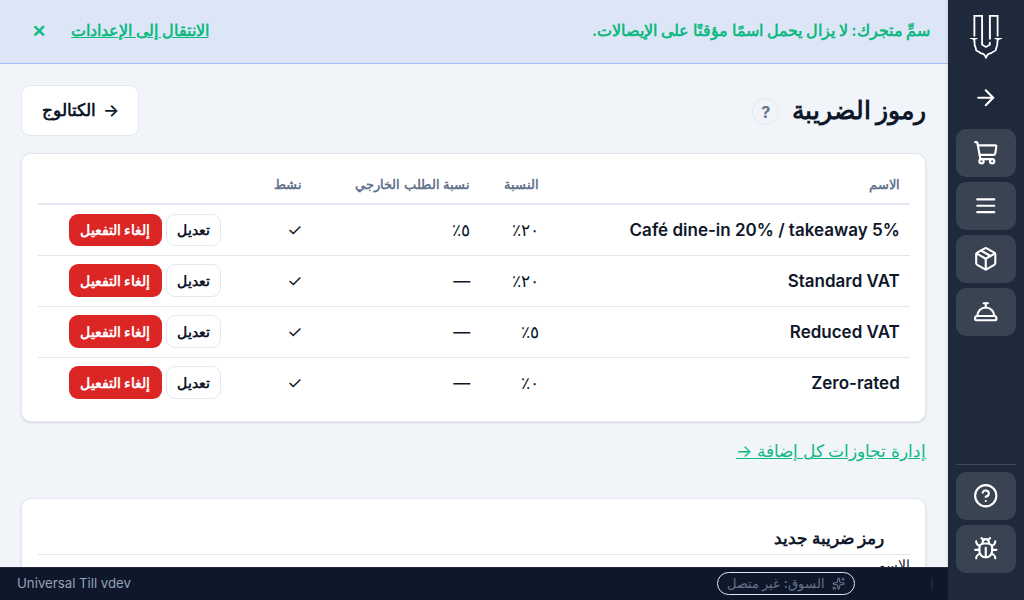 سمِّ متجرك: لا يزال يحمل اسمًا مؤقتًا على الإيصالات. الانتقال إلى الإعدادات ×
رموز الضريبة ? → الكتالوج
الاسم النسبة نسبة الطلب الخارجي نشط
Café dine-in 20% / takeaway 5% ٢٠٪ ٥٪ ✓ تعديل إلغاء التفعيل
Standard VAT ٢٠٪ — ✓ تعديل إلغاء التفعيل
Reduced VAT ٥٪ — ✓ تعديل إلغاء التفعيل
Zero-rated ٠٪ — ✓ تعديل إلغاء التفعيل
إدارة تجاوزات كل إضافة →
رمز ضريبة جديد
الاسم
السوق: غير متصل Universal Till vdev